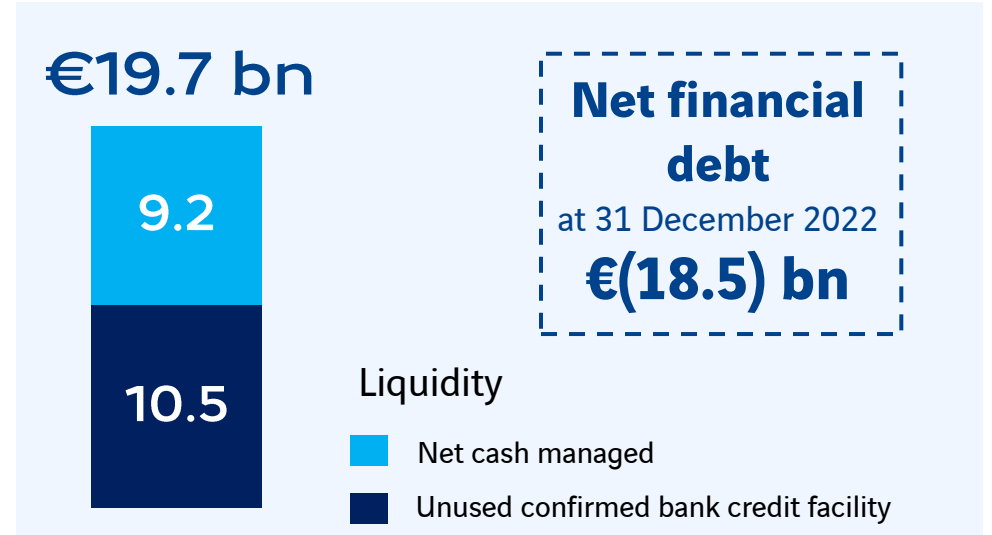 €19.7 bn
9.2
10.5
Net financial
debt
at 31 December 2022
€(18.5) bn
Liquidity
Net cash managed
Unused confirmed bank credit facility